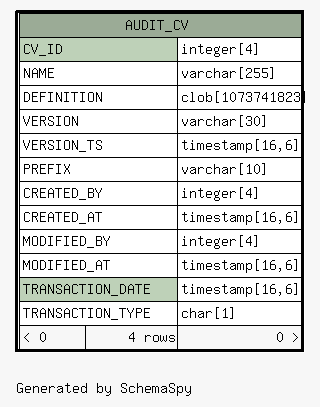 AUDIT_CV
CV_ID integer[4]
NAME varchar[255]
DEFINITION clob[1073741823
VERSION varchar[30]
VERSION_TS timestamp[16,6]
PREFIX varchar[10]
CREATED_BY integer[4]
CREATED_AT timestamp[16,6]
MODIFIED_BY integer[4]
MODIFIED_AT timestamp[16,6]
TRANSACTION_DATE timestamp[16,6]
TRANSACTION_TYPE char[1]
< 0 4 rows 0 >
Generated by SchemaSpy